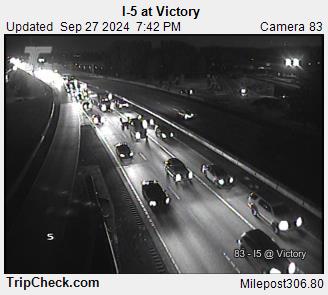 I-5 at Victory
Updated Sep 27 2024 7:42 PM Camera 83
S
83 - I5 @ Victory
TripCheck.com Milepost306.80